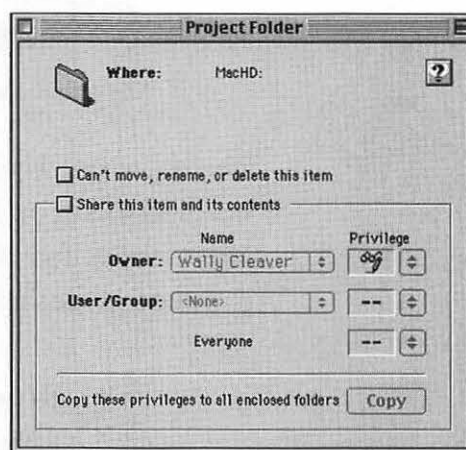 Project Folder
Where: MacHD:
?
Can't move, rename, or delete this item
Share this item and its contents
Name Privilege
Owner: Wally Cleaver
User/Group: <None> --
Everyone --
Copy these privileges to all enclosed folders Copy